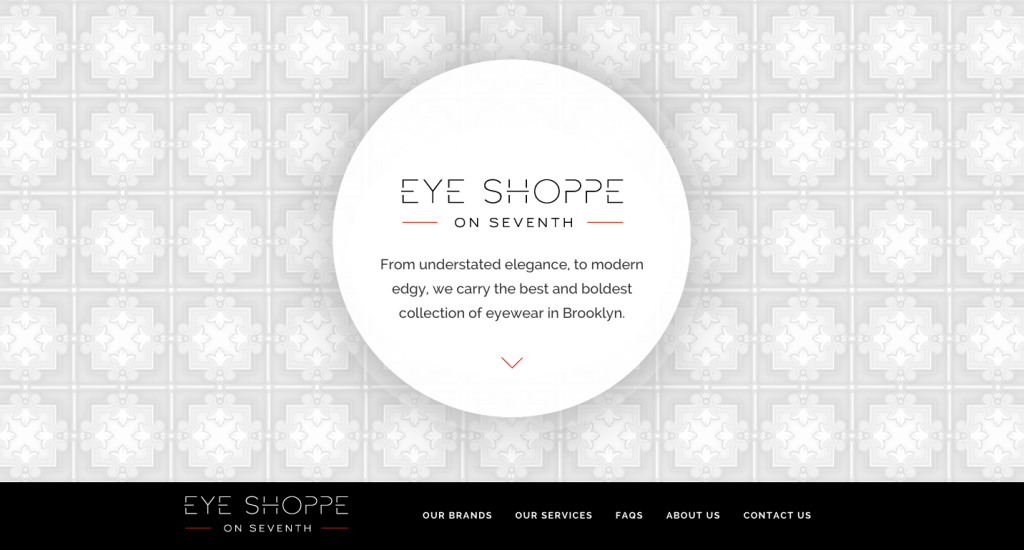 EYE SHOPPE
ON SEVENTH
From understated elegance, to modern
edgy, we carry the best and boldest
collection of eyewear in Brooklyn.
EYE SHOPPE
ON SEVENTH
OUR BRANDS OUR SERVICES FAQS ABOUT US CONTACT US